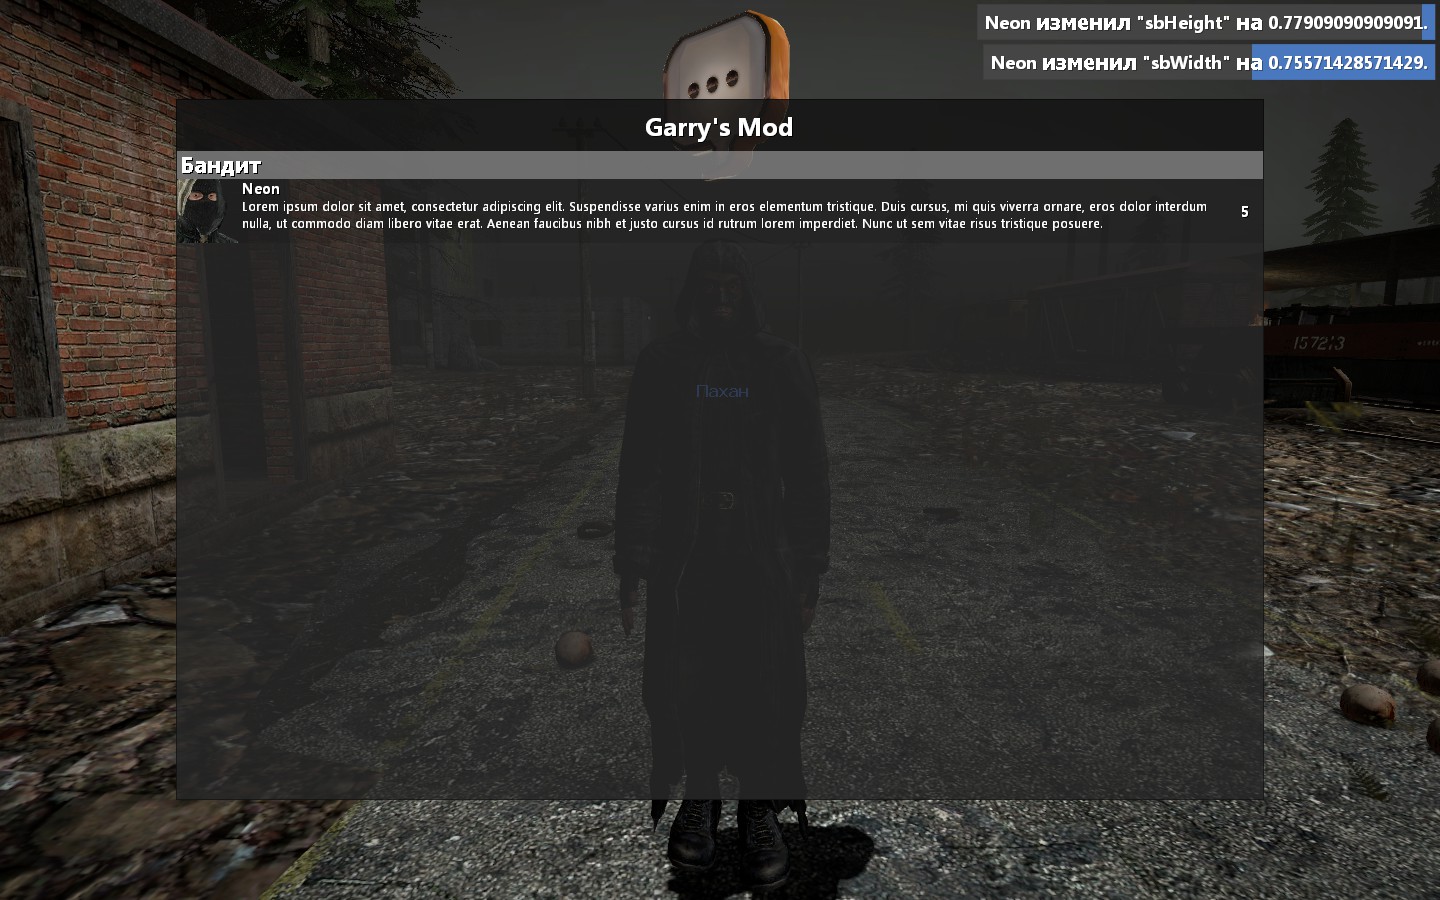 Neon изменил "sbHeight" на 0.77909090909091.
Neon изменил "sbWidth" на 0.75571428571429.
Garry's Mod
Бандит
Neon
Lorem ipsum dolor sit amet, consectetur adipiscing elit. Suspendisse varius enim in eros elementum tristique. Duis cursus, mi quis viverra ornare, eros dolor interdum
nulla, ut commodo diam libero vitae erat. Aenean faucibus nibh et justo cursus id rutrum lorem imperdiet. Nunc ut sem vitae risus tristique posuere.
5
Пахан